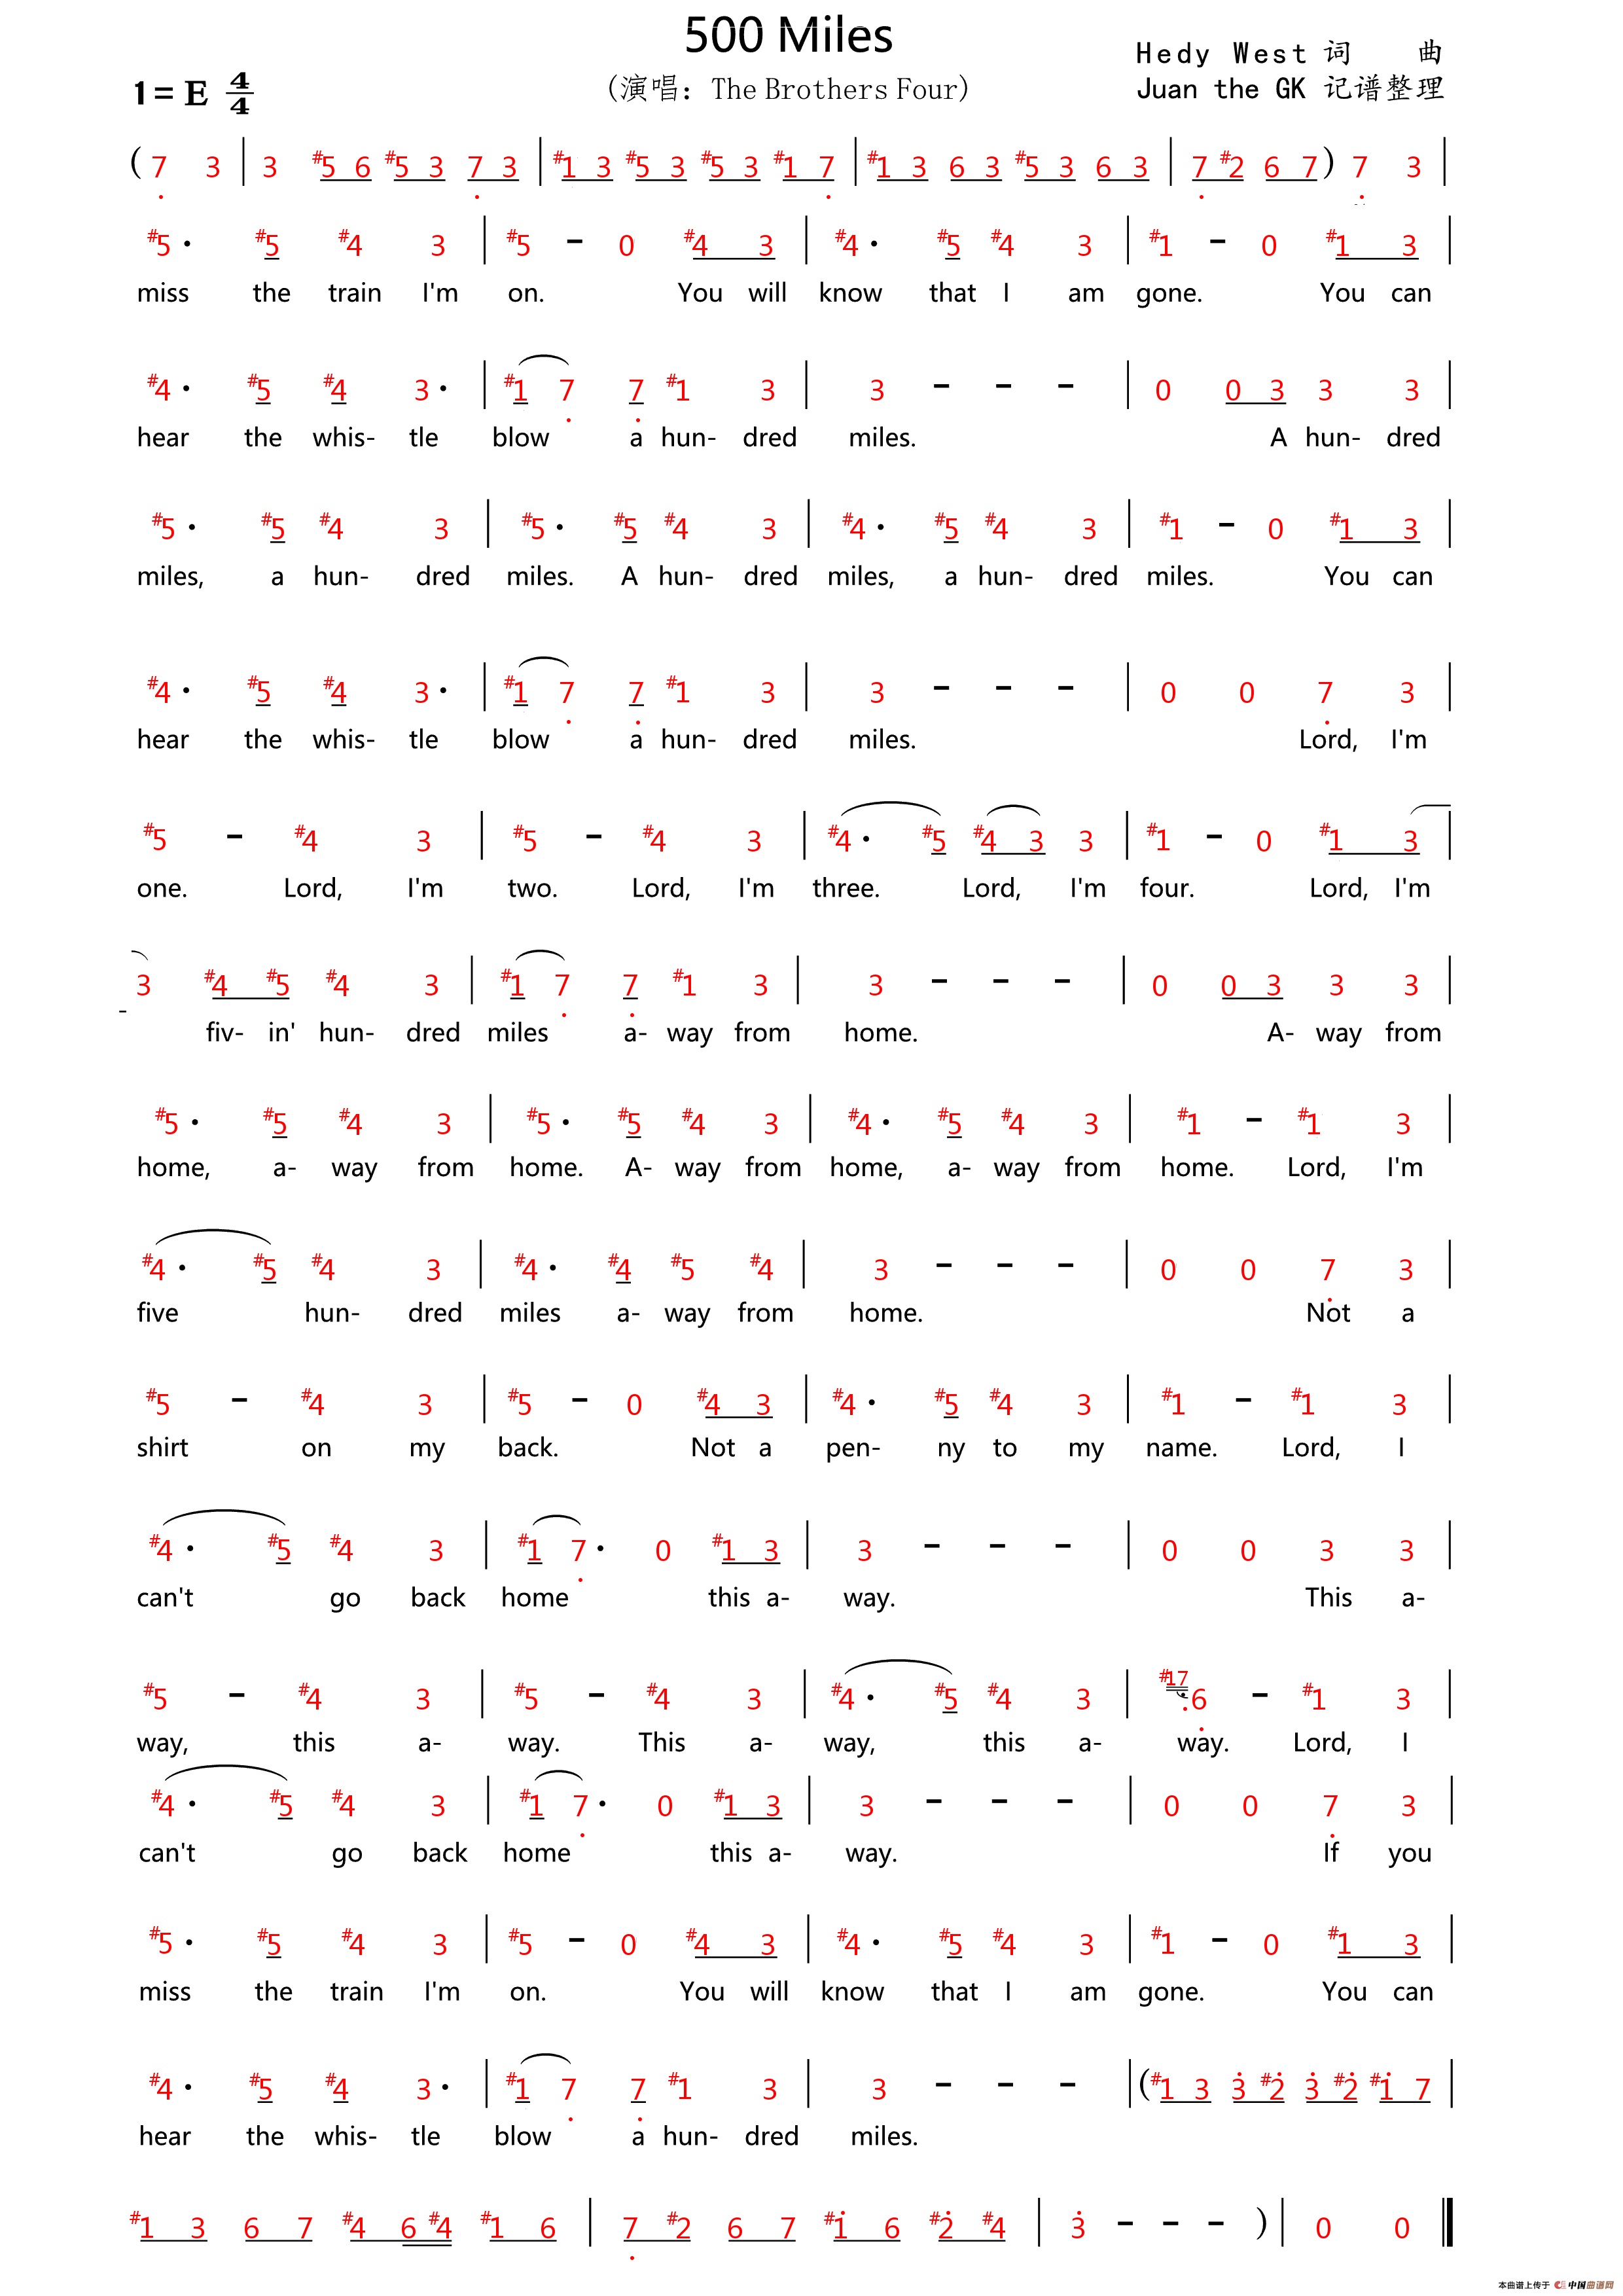 500 Miles
(演唱：The Brothers Four)
Hedy West 词 曲
Juan the GK 记谱整理
1= E 4/4
( 7 3 | 3 #5 6 #5 3 7 3 | #1 3 #5 3 #5 3 #1 7 | #1 3 6 3 #5 3 6 3 | 7 #2 6 7 ) 7 3 |
#5 · #5 #4 3 | #5 - 0 #4 3 | #4 · #5 #4 3 | #1 - 0 #1 3 |
miss the train I'm on. You will know that I am gone. You can
#4 · #5 #4 3 · | #1 7 7 #1 3 | 3 - - - | 0 0 3 3 3 |
hear the whis- tle blow a hun- dred miles. A hun- dred
#5 · #5 #4 3 | #5 · #5 #4 3 | #4 · #5 #4 3 | #1 - 0 #1 3 |
miles, a hun- dred miles. A hun- dred miles, a hun- dred miles. You can
#4 · #5 #4 3 · | #1 7 7 #1 3 | 3 - - - | 0 0 7 3 |
hear the whis- tle blow a hun- dred miles. Lord, I'm
#5 - #4 3 | #5 - #4 3 | #4 · #5 #4 3 3 | #1 - 0 #1 3 |
one. Lord, I'm two. Lord, I'm three. Lord, I'm four. Lord, I'm
3 #4 #5 #4 3 | #1 7 7 #1 3 | 3 - - - | 0 0 3 3 3 |
- fiv- in' hun- dred miles a- way from home. A- way from
#5 · #5 #4 3 | #5 · #5 #4 3 | #4 · #5 #4 3 | #1 - #1 3 |
home, a- way from home. A- way from home, a- way from home. Lord, I'm
#4 · #5 #4 3 | #4 · #4 #5 #4 | 3 - - - | 0 0 7 3 |
five hun- dred miles a- way from home. Not a
#5 - #4 3 | #5 - 0 #4 3 | #4 · #5 #4 3 | #1 - #1 3 |
shirt on my back. Not a pen- ny to my name. Lord, I
#4 · #5 #4 3 | #1 7 · 0 #1 3 | 3 - - - | 0 0 3 3 |
can't go back home this a- way. This a-
#5 - #4 3 | #5 - #4 3 | #4 · #5 #4 3 | #17 6 - #1 3 |
way, this a- way. This a- way, this a- way. Lord, I
#4 · #5 #4 3 | #1 7 · 0 #1 3 | 3 - - - | 0 0 7 3 |
can't go back home this a- way. If you
#5 · #5 #4 3 | #5 - 0 #4 3 | #4 · #5 #4 3 | #1 - 0 #1 3 |
miss the train I'm on. You will know that I am gone. You can
#4 · #5 #4 3 · | #1 7 7 #1 3 | 3 - - - | ( #1 3 3 #2 3 #2 #1 7 |
hear the whis- tle blow a hun- dred miles.
#1 3 6 7 #4 6 #4 #1 6 | 7 #2 6 7 #1 6 #2 #4 | 3 - - - ) | 0 0
本曲谱上传于 中国曲谱网